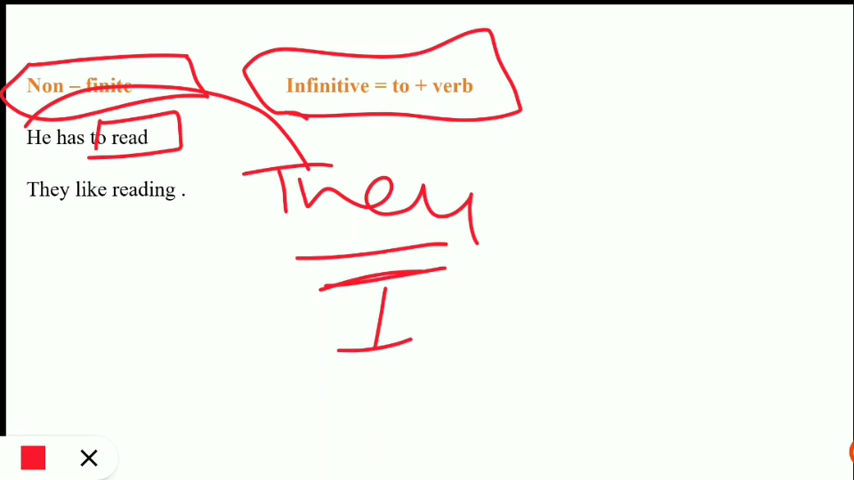 Non – finite Infinitive = to + verb
He has to read
They like reading .
They
I